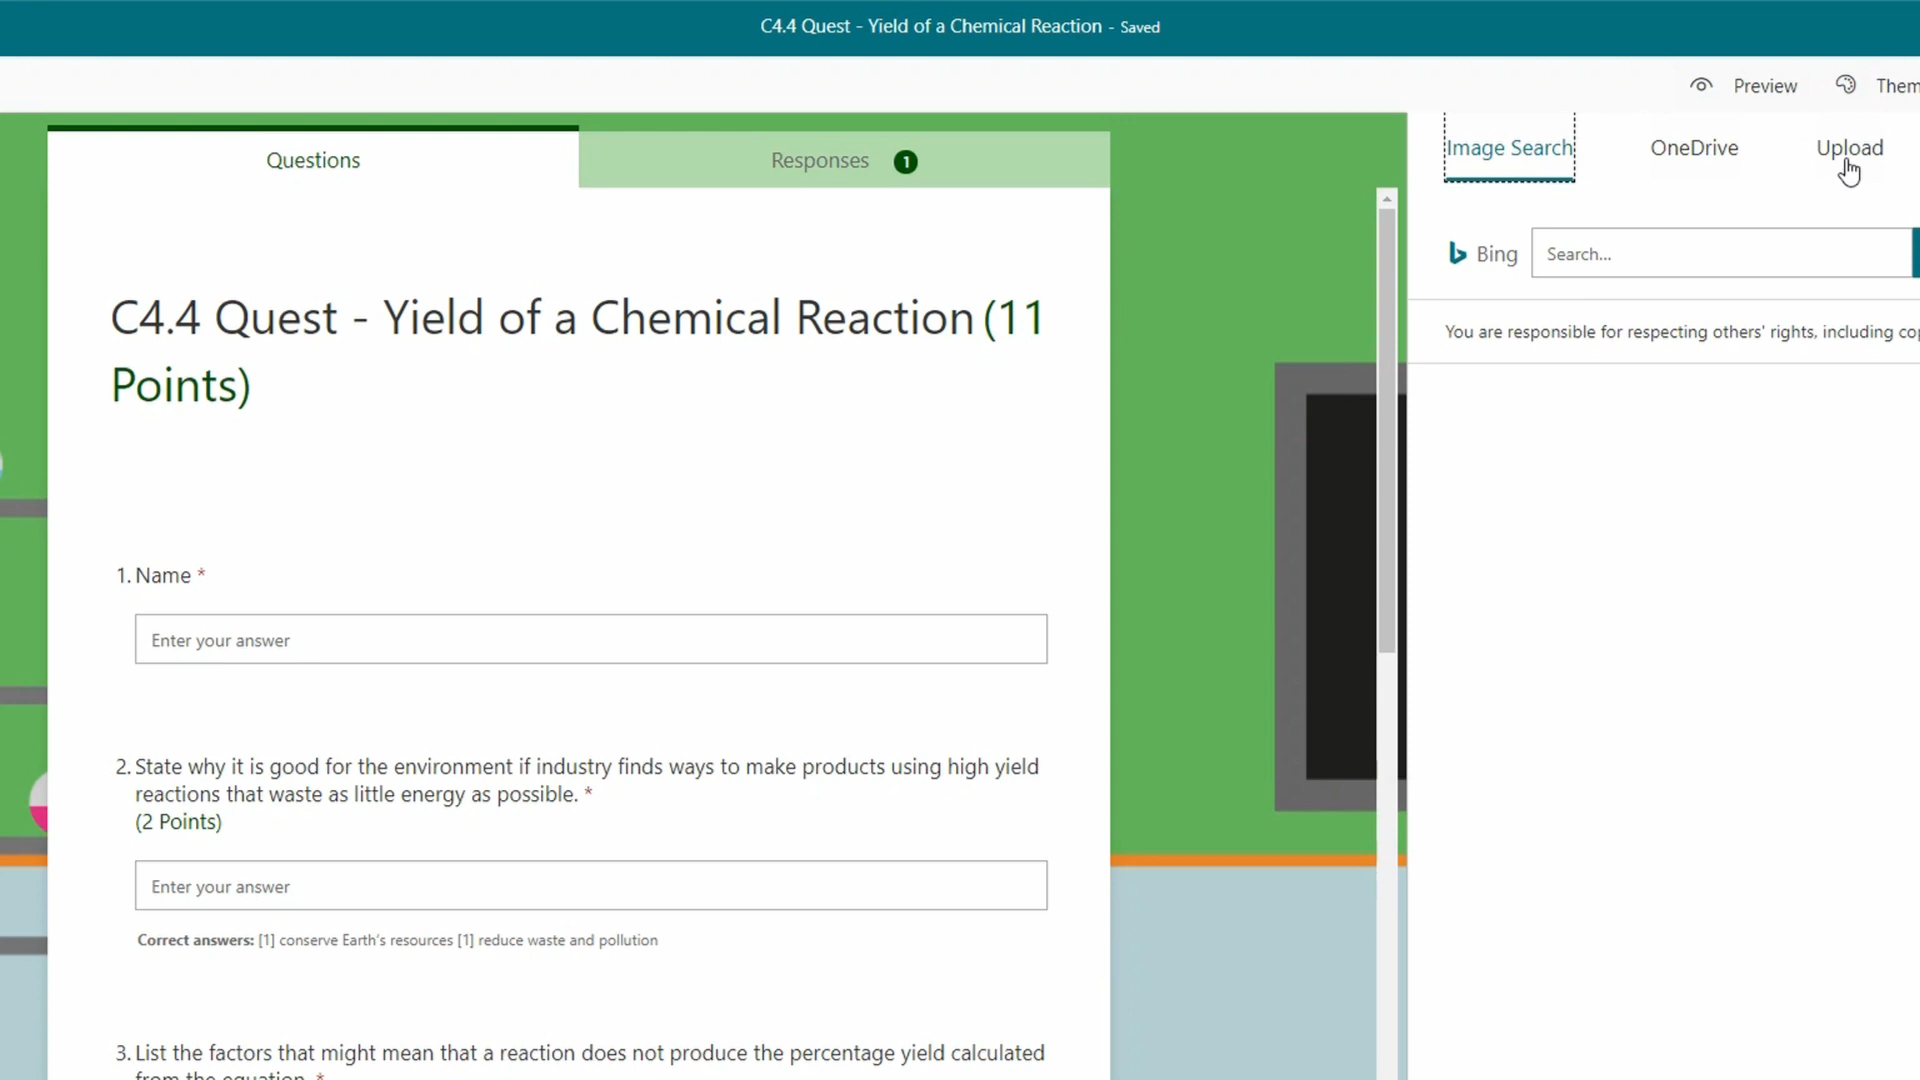 C4.4 Quest - Yield of a Chemical Reaction - Saved
Preview
Them
Questions
Responses 1
Image Search
OneDrive
Upload
Bing
Search...
You are responsible for respecting others' rights, including cop
C4.4 Quest - Yield of a Chemical Reaction (11
Points)
1. Name *
Enter your answer
2. State why it is good for the environment if industry finds ways to make products using high yield
reactions that waste as little energy as possible. *
(2 Points)
Enter your answer
Correct answers: [1] conserve Earth's resources [1] reduce waste and pollution
3. List the factors that might mean that a reaction does not produce the percentage yield calculated
from the equation. *